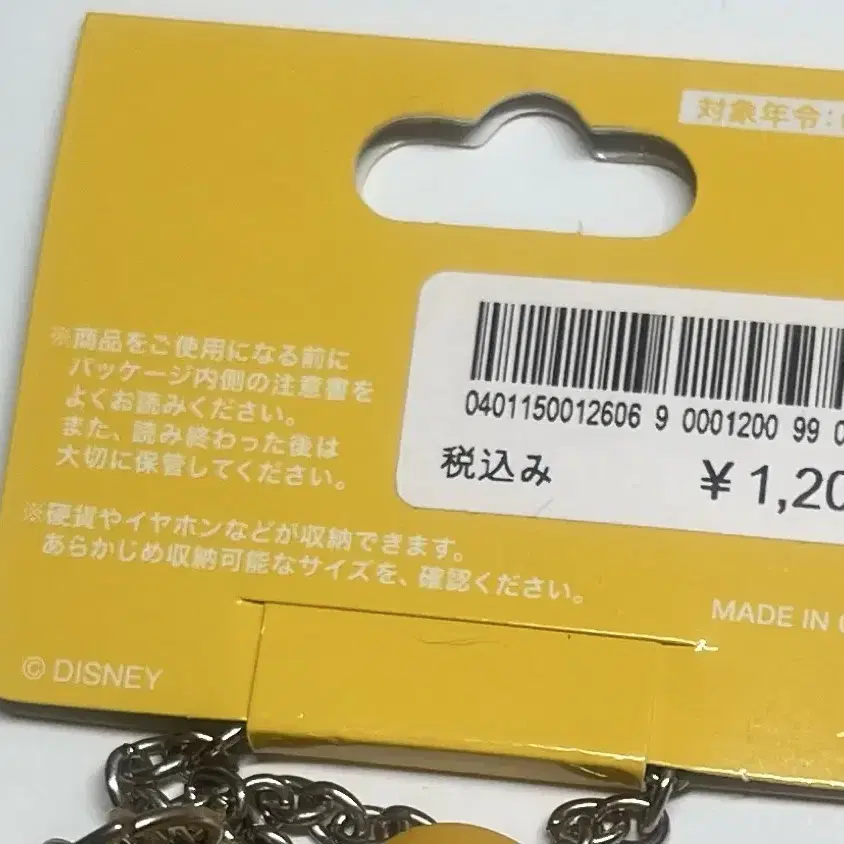 対象年令:
0401150012606 9 0001200 99
税込み ¥1,20
※商品をご使用になる前に
パッケージ内側の注意書を
よくお読みください。
また、読み終わった後は
大切に保管してください。
※硬貨やイヤホンなどが収納できます。
あらかじめ収納可能なサイズを、確認ください。
MADE IN
© DISNEY